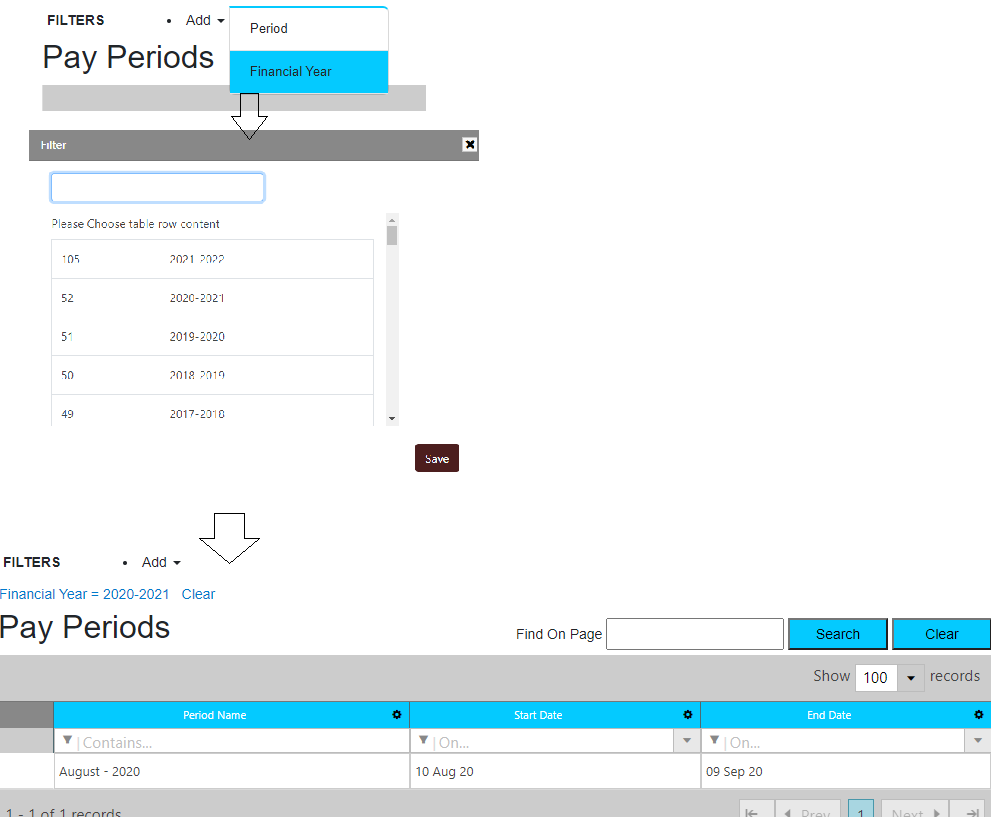 FILTERS • Add
Period
Pay Periods
Financial Year
Filter
Please Choose table row content
105 2021-2022
52 2020-2021
51 2019-2020
50 2018-2019
49 2017-2018
Save
FILTERS • Add
Financial Year = 2020-2021 Clear
Pay Periods
Find On Page Search Clear
Show 100 records
Period Name Start Date End Date
Contains... On... On...
August - 2020 10 Aug 20 09 Sep 20
1 - 1 of 1 records Prev 1 Next